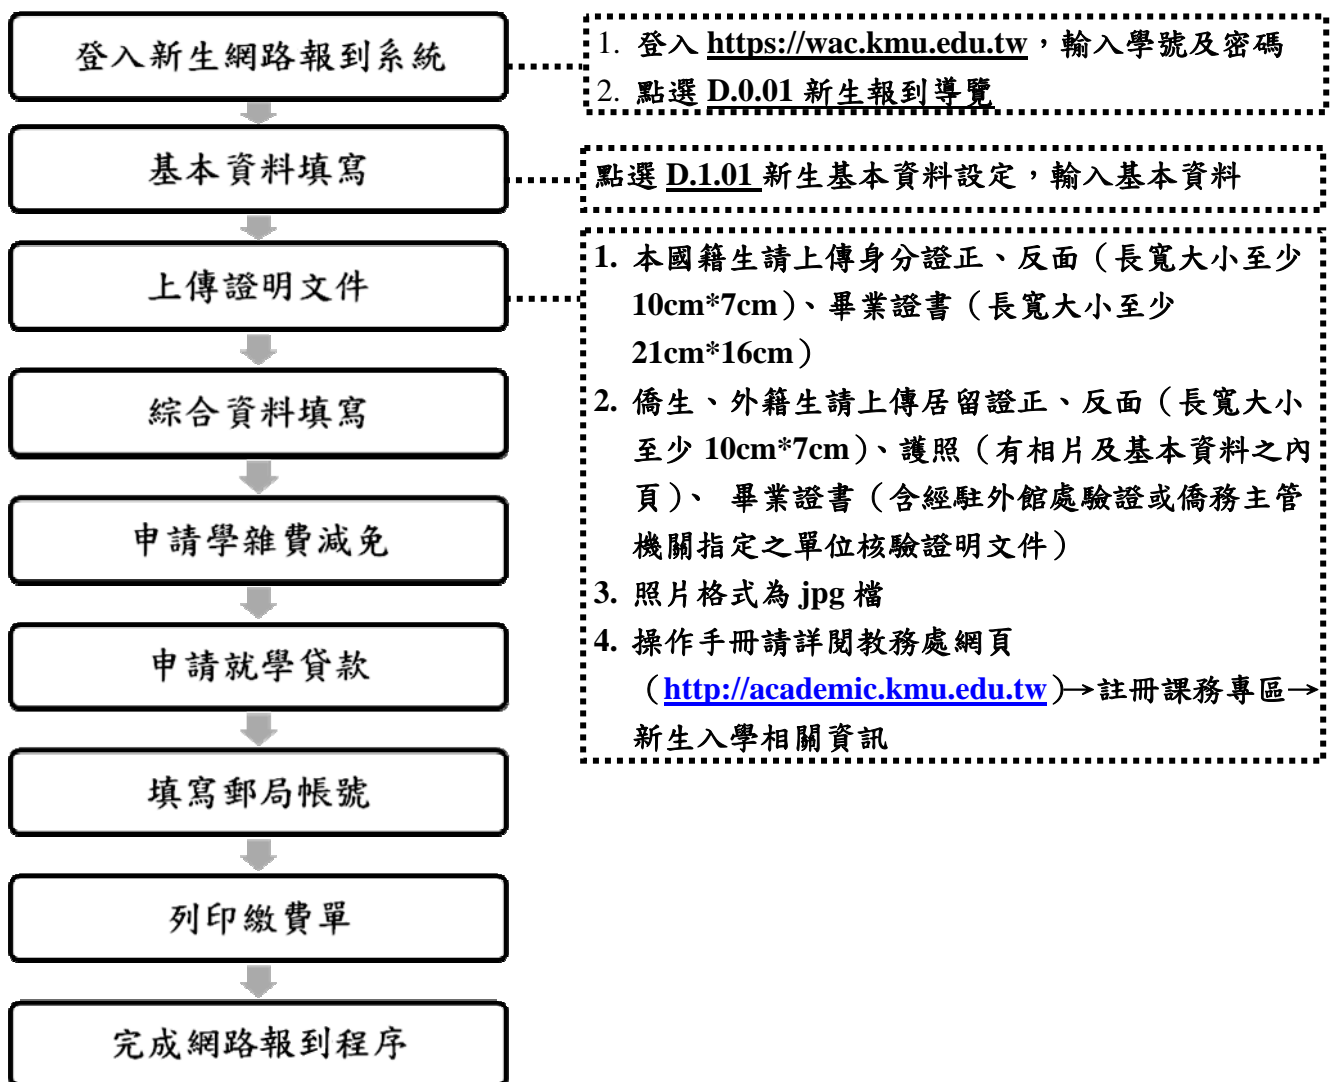 登入新生網路報到系統
1. 登入 https://wac.kmu.edu.tw，輸入學號及密碼
2. 點選 D.0.01 新生報到導覽
基本資料填寫
點選 D.1.01 新生基本資料設定，輸入基本資料
上傳證明文件
1. 本國籍生請上傳身分證正、反面（長寬大小至少
10cm*7cm）、畢業證書（長寬大小至少
21cm*16cm）
2. 僑生、外籍生請上傳居留證正、反面（長寬大小
至少 10cm*7cm）、護照（有相片及基本資料之內
頁）、 畢業證書（含經駐外館處驗證或僑務主管
機關指定之單位核驗證明文件）
3. 照片格式為 jpg 檔
4. 操作手冊請詳閱教務處網頁
（http://academic.kmu.edu.tw）→註冊課務專區→
新生入學相關資訊
綜合資料填寫
申請學雜費減免
申請就學貸款
填寫郵局帳號
列印繳費單
完成網路報到程序